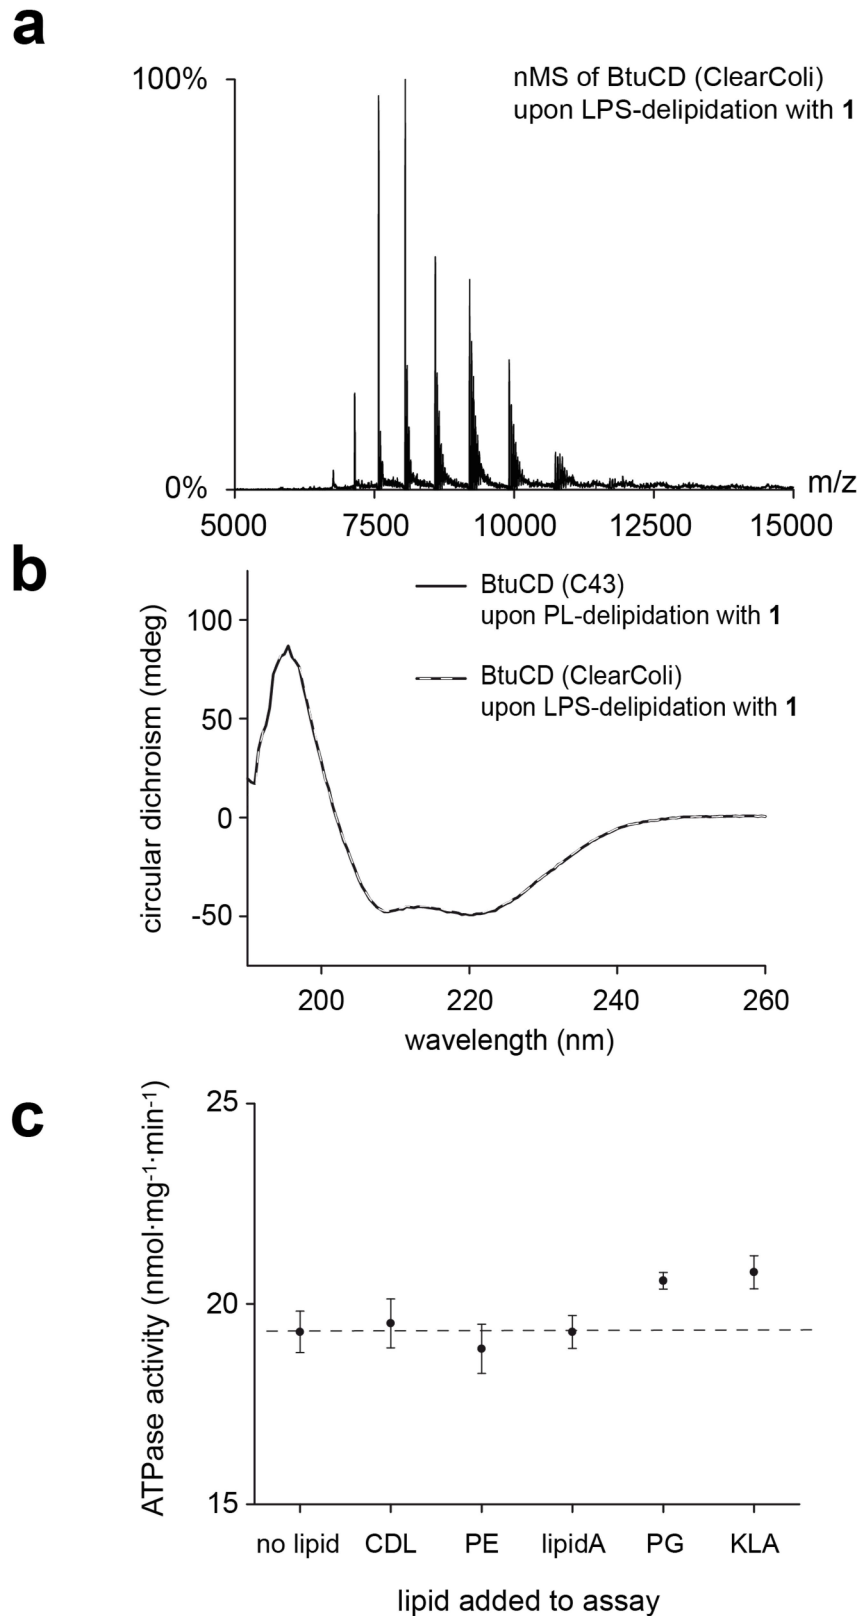 a
nMS of BtuCD (ClearColi)
upon LPS-delipidation with 1
100%
0%
m/z
5000 7500 10000 12500 15000
b
BtuCD (C43)
upon PL-delipidation with 1
BtuCD (ClearColi)
upon LPS-delipidation with 1
circular dichroism (mdeg)
100
50
0
-50
200 220 240 260
wavelength (nm)
c
ATPase activity (nmol·mg⁻¹·min⁻¹)
25
20
15
no lipid CDL PE lipidA PG KLA
lipid added to assay